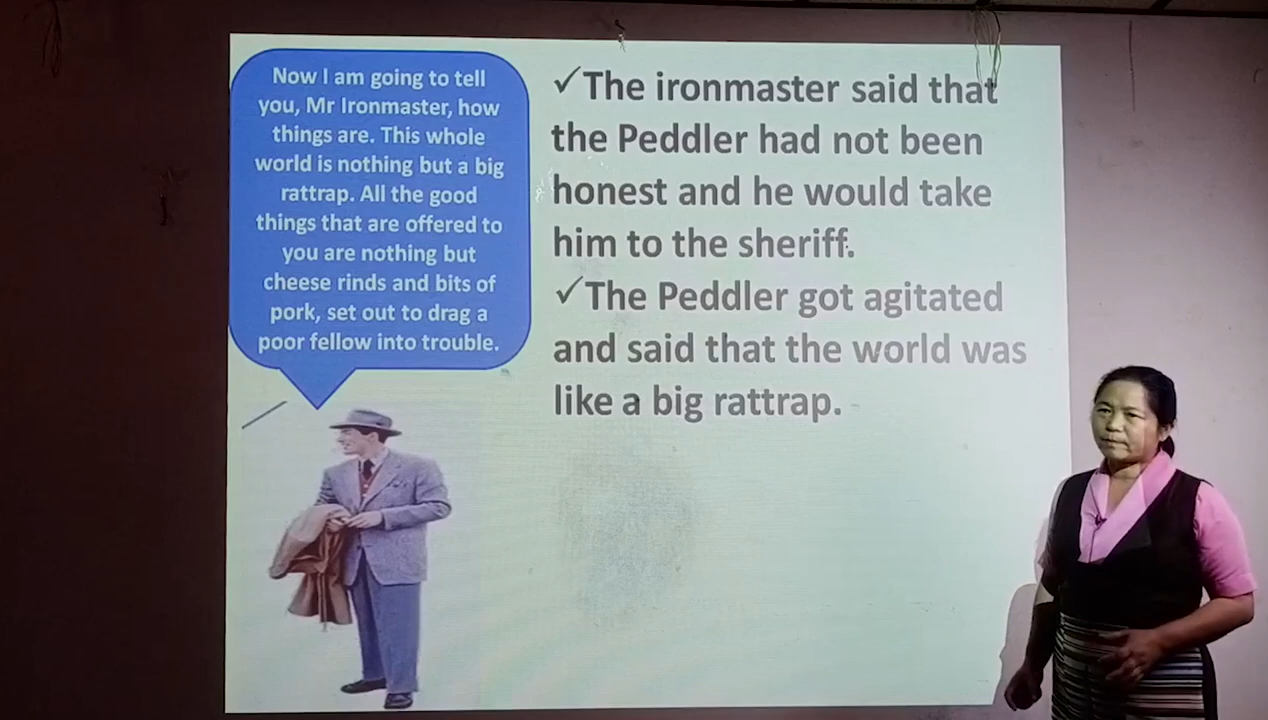 Now I am going to tell
you, Mr Ironmaster, how
things are. This whole
world is nothing but a big
rattrap. All the good
things that are offered to
you are nothing but
cheese rinds and bits of
pork, set out to drag a
poor fellow into trouble.
✓The ironmaster said that
the Peddler had not been
honest and he would take
him to the sheriff.
✓The Peddler got agitated
and said that the world was
like a big rattrap.